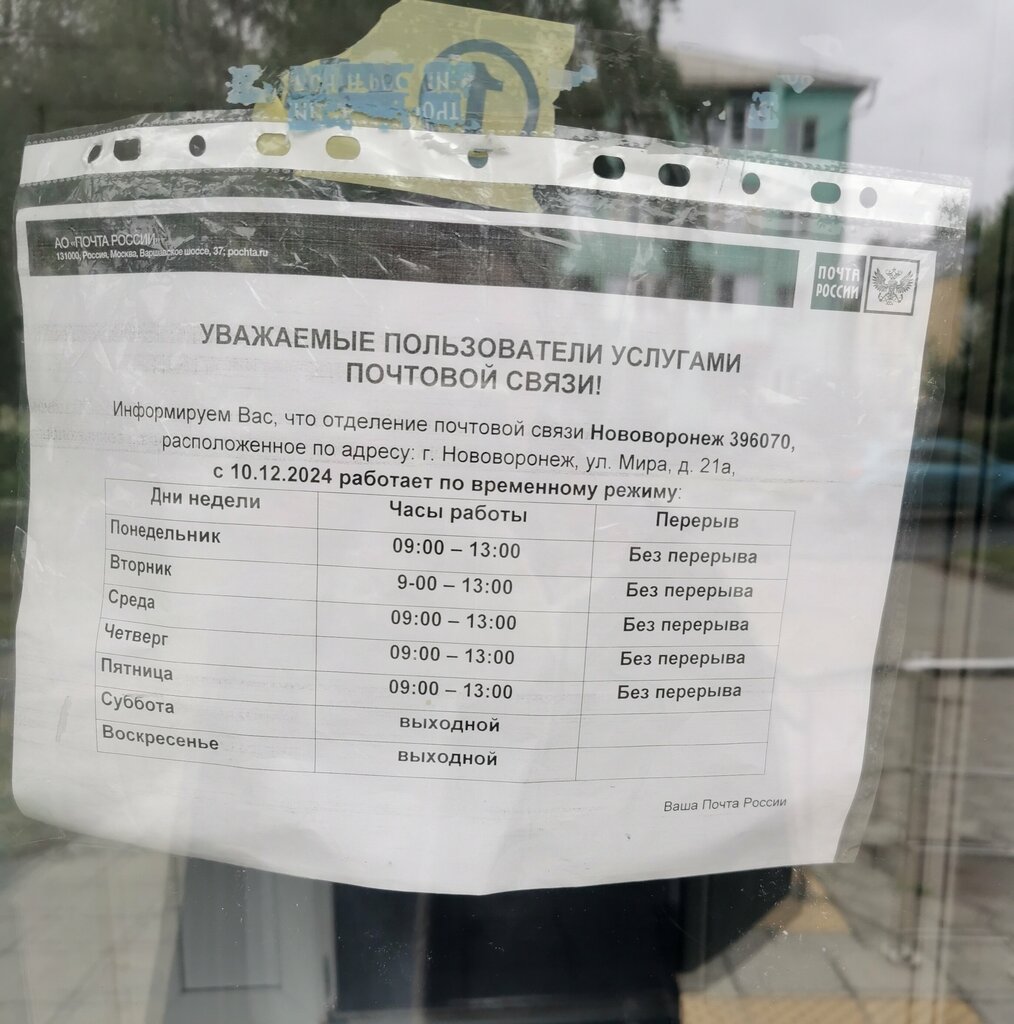 АО «ПОЧТА РОССИИ»
131000, Россия, Москва, Варшавское шоссе, 37; pochta.ru
ПОЧТА
РОССИИ
УВАЖАЕМЫЕ ПОЛЬЗОВАТЕЛИ УСЛУГАМИ
ПОЧТОВОЙ СВЯЗИ!
Информируем Вас, что отделение почтовой связи Нововоронеж 396070,
расположенное по адресу: г. Нововоронеж, ул. Мира, д. 21а,
с 10.12.2024 работает по временному режиму:
Дни недели Часы работы Перерыв
Понедельник 09:00 – 13:00 Без перерыва
Вторник 9-00 – 13:00 Без перерыва
Среда 09:00 – 13:00 Без перерыва
Четверг 09:00 – 13:00 Без перерыва
Пятница 09:00 – 13:00 Без перерыва
Суббота выходной
Воскресенье выходной
Ваша Почта России